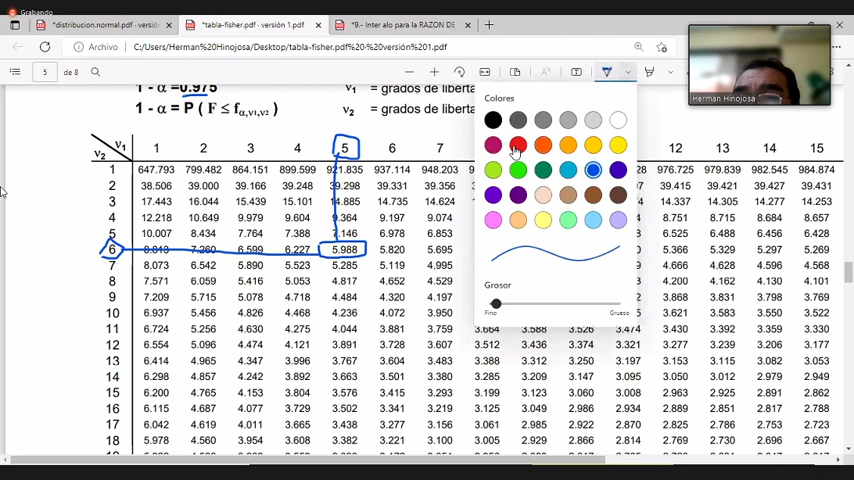 Grabando
*distribucion.normal.pdf - versión
*tabla-fisher.pdf - versión 1.pdf
*9.- Inter alo para la RAZON DE
Archivo
C:/Users/Herman%20Hinojosa/Desktop/tabla-fisher.pdf%20-%20versión%201.pdf
5 de 8
Herman Hinojosa
1 - α =0.975
ν1 = grados de liberta
1 - α = P ( F ≤ fα,ν1,ν2 )
ν2 = grados de liberta
Colores
Grosor
Fino
Grueso
ν1 1 2 3 4 5 6 7 12 13 14 15
ν2
1 647.793 799.482 864.151 899.599 921.835 937.114 948.203 976.725 979.839 982.545 984.874
2 38.506 39.000 39.166 39.248 39.298 39.331 39.356 39.415 39.421 39.427 39.431
3 17.443 16.044 15.439 15.101 14.885 14.735 14.624 14.337 14.305 14.277 14.253
4 12.218 10.649 9.979 9.604 9.364 9.197 9.074 8.751 8.715 8.684 8.657
5 10.007 8.434 7.764 7.388 7.146 6.978 6.853 6.525 6.488 6.456 6.428
6 8.813 7.260 6.599 6.227 5.988 5.820 5.695 5.366 5.329 5.297 5.269
7 8.073 6.542 5.890 5.523 5.285 5.119 4.995 4.666 4.628 4.596 4.568
8 7.571 6.059 5.416 5.053 4.817 4.652 4.529 4.200 4.162 4.130 4.101
9 7.209 5.715 5.078 4.718 4.484 4.320 4.197 3.868 3.831 3.798 3.769
10 6.937 5.456 4.826 4.468 4.236 4.072 3.950 3.621 3.583 3.550 3.522
11 6.724 5.256 4.630 4.275 4.044 3.881 3.759 3.664 3.588 3.526 3.474 3.430 3.392 3.359 3.330
12 6.554 5.096 4.474 4.121 3.891 3.728 3.607 3.512 3.436 3.374 3.321 3.277 3.239 3.206 3.177
13 6.414 4.965 4.347 3.996 3.767 3.604 3.483 3.388 3.312 3.250 3.197 3.153 3.115 3.082 3.053
14 6.298 4.857 4.242 3.892 3.663 3.501 3.380 3.285 3.209 3.147 3.095 3.050 3.012 2.979 2.949
15 6.200 4.765 4.153 3.804 3.576 3.415 3.293 3.199 3.123 3.060 3.008 2.963 2.925 2.891 2.862
16 6.115 4.687 4.077 3.729 3.502 3.341 3.219 3.125 3.049 2.986 2.934 2.889 2.851 2.817 2.788
17 6.042 4.619 4.011 3.665 3.438 3.277 3.156 3.061 2.985 2.922 2.870 2.825 2.786 2.753 2.723
18 5.978 4.560 3.954 3.608 3.382 3.221 3.100 3.005 2.929 2.866 2.814 2.769 2.730 2.696 2.667